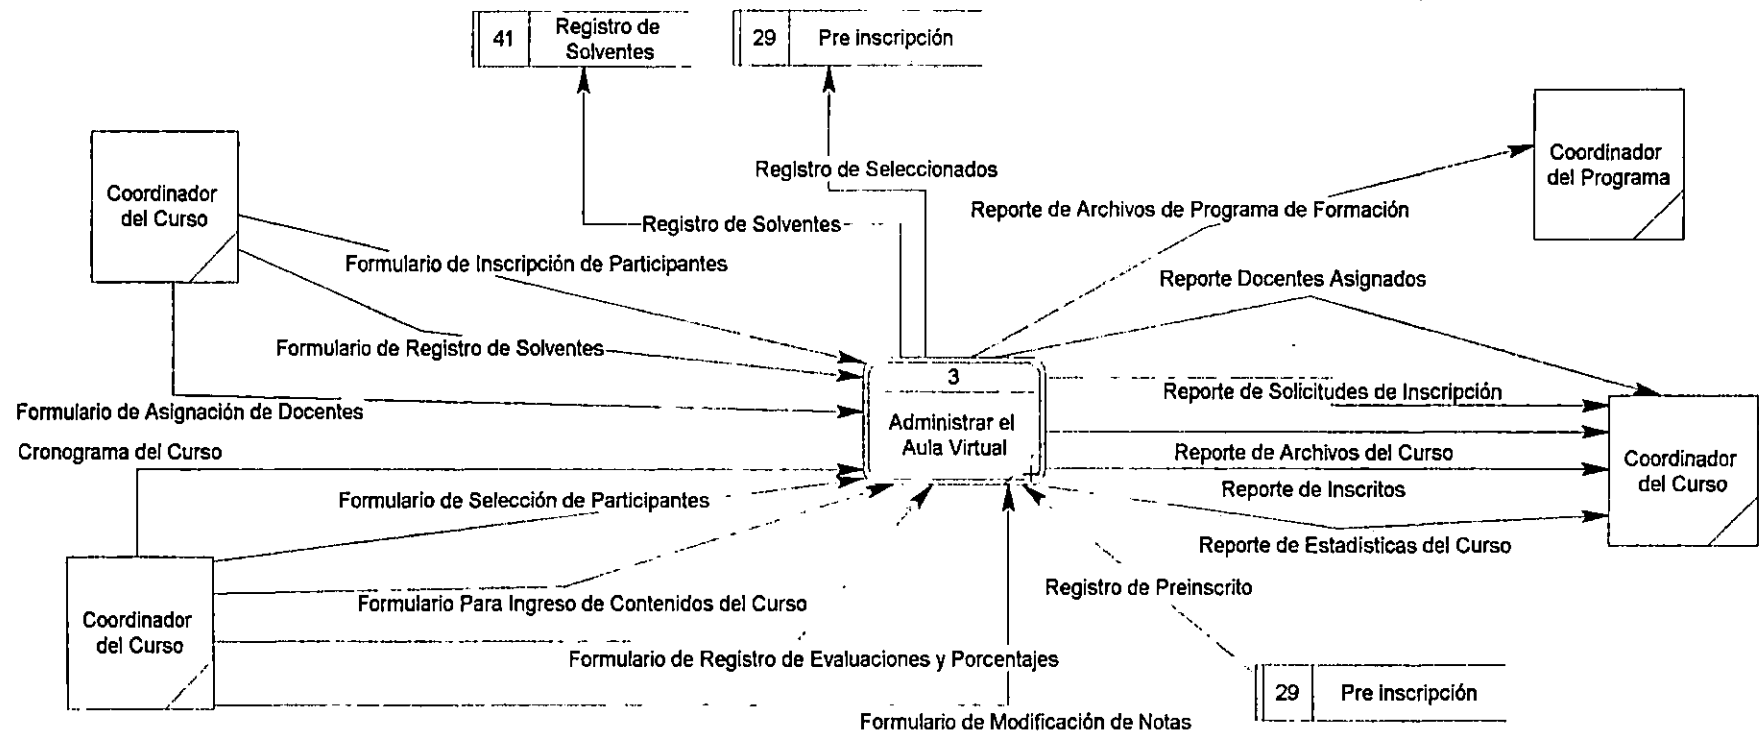 41
Registro de
Solventes
29
Pre inscripción
Coordinador
del Curso
Coordinador
del Programa
Registro de Seleccionados
Registro de Solventes
Reporte de Archivos de Programa de Formación
Formulario de Inscripción de Participantes
Reporte Docentes Asignados
Formulario de Registro de Solventes
3
Administrar el
Aula Virtual
Reporte de Solicitudes de Inscripción
Formulario de Asignación de Docentes
Cronograma del Curso
Reporte de Archivos del Curso
Coordinador
del Curso
Formulario de Selección de Participantes
Reporte de Inscritos
Reporte de Estadísticas del Curso
Registro de Preinscrito
Formulario Para Ingreso de Contenidos del Curso
Coordinador
del Curso
Formulario de Registro de Evaluaciones y Porcentajes
29
Pre inscripción
Formulario de Modificación de Notas